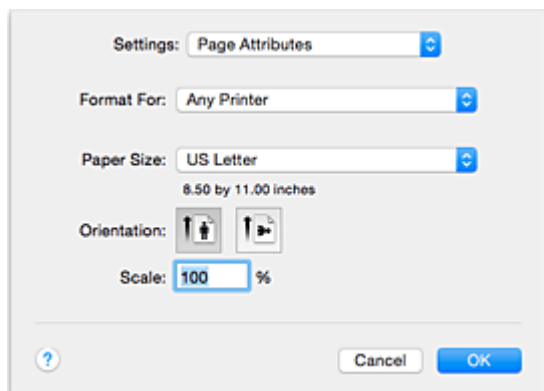 Settings: Page Attributes
Format For: Any Printer
Paper Size: US Letter
8.50 by 11.00 inches
Orientation:
Scale: 100 %
? Cancel OK